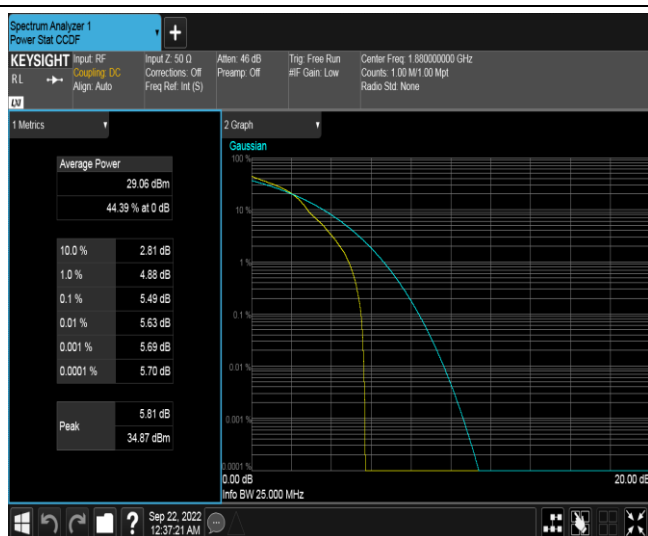 Spectrum Analyzer 1
Power Stat CCDF
+
KEYSIGHT
RL
LXI
Input: RF
Coupling: DC
Align: Auto
Input Z: 50 Ω
Corrections: Off
Freq Ref: Int (S)
Atten: 46 dB
Preamp: Off
Trig: Free Run
#IF Gain: Low
Center Freq: 1.880000000 GHz
Counts: 1.00 M/1.00 Mpt
Radio Std: None
1 Metrics
Average Power
29.06 dBm
44.39 % at 0 dB
10.0 % 2.81 dB
1.0 % 4.88 dB
0.1 % 5.49 dB
0.01 % 5.63 dB
0.001 % 5.69 dB
0.0001 % 5.70 dB
Peak
5.81 dB
34.87 dBm
2 Graph
Gaussian
100 %
10 %
1 %
0.1 %
0.01 %
0.001 %
0.0001 %
0.00 dB
20.00 dB
Info BW 25.000 MHz
?
Sep 22, 2022
12:37:21 AM